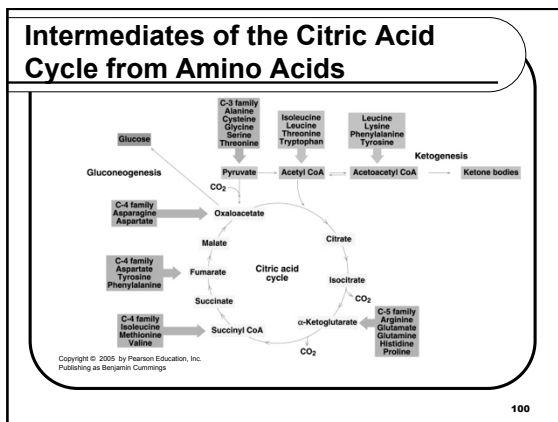 Intermediates of the Citric Acid
Cycle from Amino Acids
C-3 family
Alanine
Cysteine
Glycine
Serine
Threonine
Isoleucine
Leucine
Threonine
Tryptophan
Leucine
Lysine
Phenylalanine
Tyrosine
Glucose
Ketogenesis
Gluconeogenesis
Pyruvate
Acetyl CoA
Acetoacetyl CoA
Ketone bodies
CO2
C-4 family
Asparagine
Aspartate
Oxaloacetate
Malate
Citrate
C-4 family
Aspartate
Tyrosine
Phenylalanine
Fumarate
Citric acid
cycle
Isocitrate
CO2
Succinate
C-4 family
Isoleucine
Methionine
Valine
Succinyl CoA
α-Ketoglutarate
C-5 family
Arginine
Glutamate
Glutamine
Histidine
Proline
CO2
Copyright © 2005 by Pearson Education, Inc.
Publishing as Benjamin Cummings
100